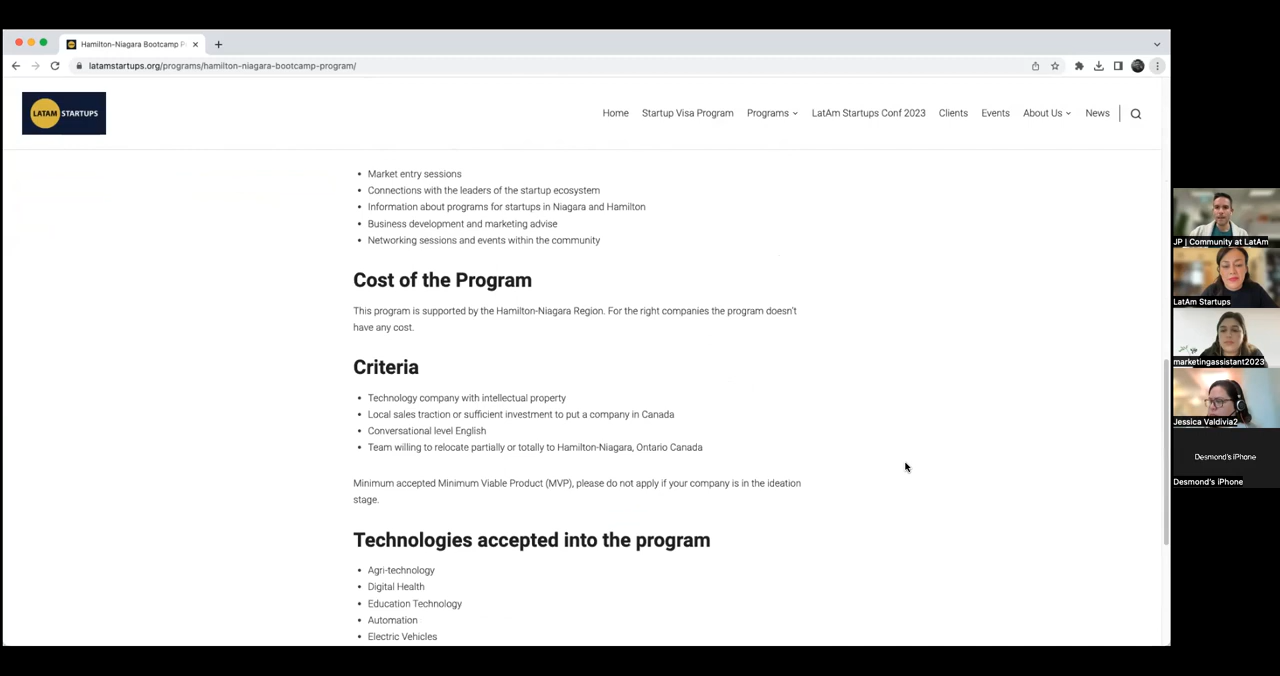 Hamilton-Niagara Bootcamp P
latamstartups.org/programs/hamilton-niagara-bootcamp-program/
LATAM STARTUPS
Home Startup Visa Program Programs LatAm Startups Conf 2023 Clients Events About Us News
Market entry sessions
Connections with the leaders of the startup ecosystem
Information about programs for startups in Niagara and Hamilton
Business development and marketing advise
Networking sessions and events within the community
Cost of the Program
This program is supported by the Hamilton-Niagara Region. For the right companies the program doesn't
have any cost.
Criteria
Technology company with intellectual property
Local sales traction or sufficient investment to put a company in Canada
Conversational level English
Team willing to relocate partially or totally to Hamilton-Niagara, Ontario Canada
Minimum accepted Minimum Viable Product (MVP), please do not apply if your company is in the ideation
stage.
Technologies accepted into the program
Agri-technology
Digital Health
Education Technology
Automation
Electric Vehicles
JP | Community at LatAm
LatAm Startups
marketingassistant2023
Jessica Valdivia2
Desmond's iPhone
Desmond's iPhone